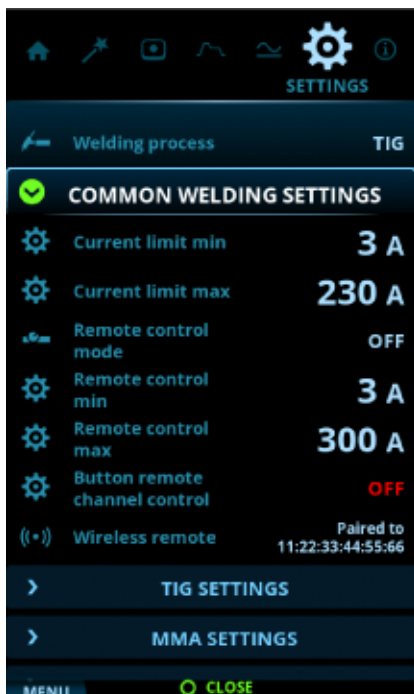 SETTINGS
Welding process TIG
COMMON WELDING SETTINGS
Current limit min 3 A
Current limit max 230 A
Remote control mode OFF
Remote control min 3 A
Remote control max 300 A
Button remote channel control OFF
Wireless remote Paired to 11:22:33:44:55:66
TIG SETTINGS
MMA SETTINGS
MENU CLOSE